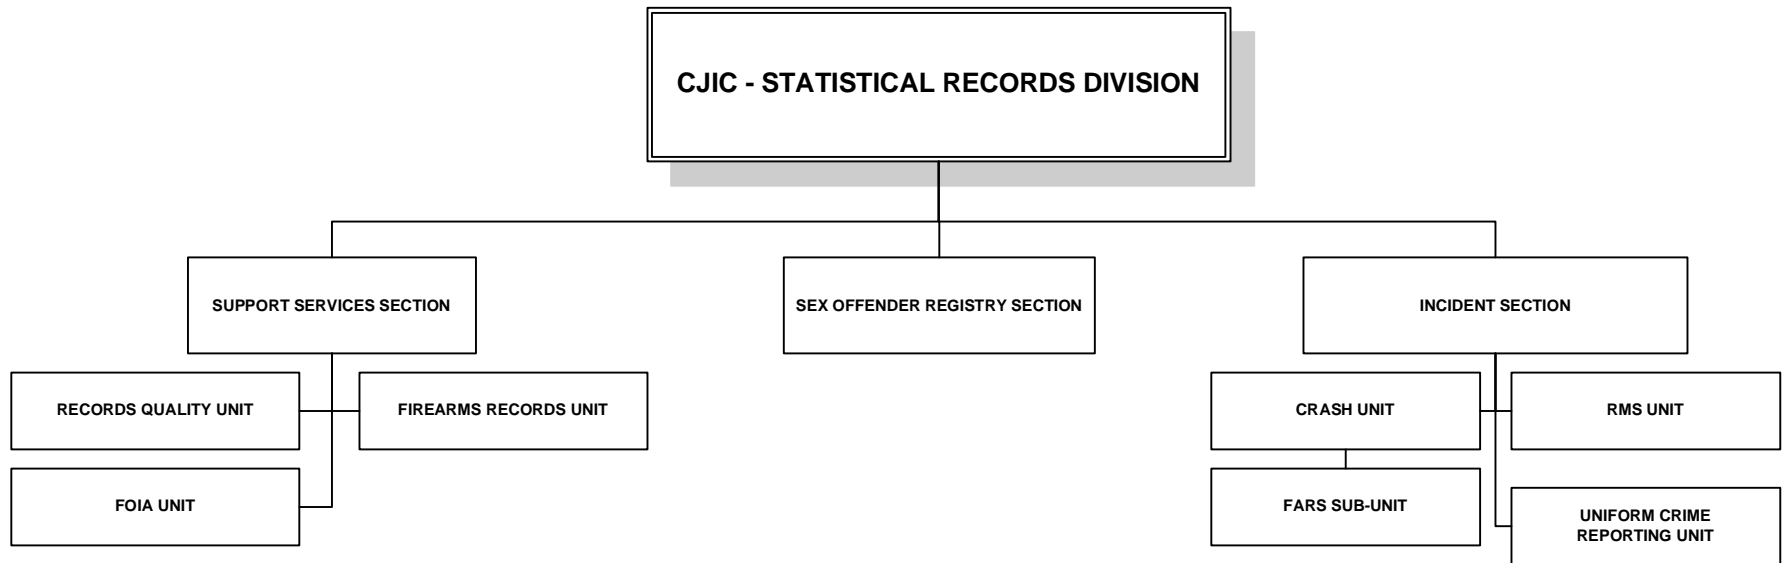 CJIC - STATISTICAL RECORDS DIVISION
SUPPORT SERVICES SECTION
SEX OFFENDER REGISTRY SECTION
INCIDENT SECTION
RECORDS QUALITY UNIT
FIREARMS RECORDS UNIT
CRASH UNIT
RMS UNIT
FOIA UNIT
FARS SUB-UNIT
UNIFORM CRIME
REPORTING UNIT